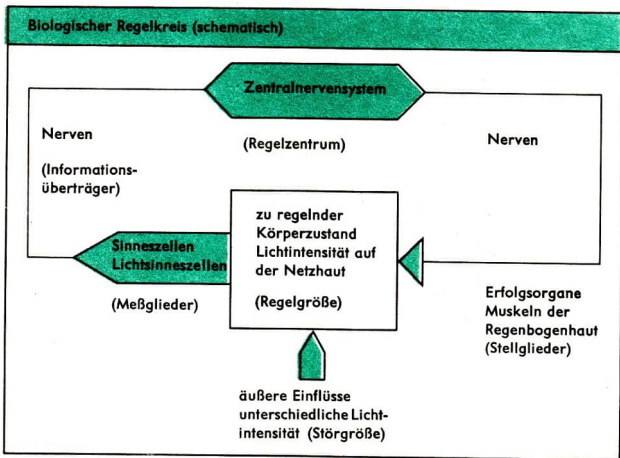 Biologischer Regelkreis (schematisch)
Zentralnervensystem
(Regelzentrum)
Nerven
(Informations-
überträger)
Nerven
Sinneszellen
Lichtsinneszellen
(Meßglieder)
zu regelnder
Körperzustand
Lichtintensität auf
der Netzhaut
(Regelgröße)
Erfolgsorgane
Muskeln der
Regenbogenhaut
(Stellglieder)
äußere Einflüsse
unterschiedliche Licht-
intensität (Störgröße)